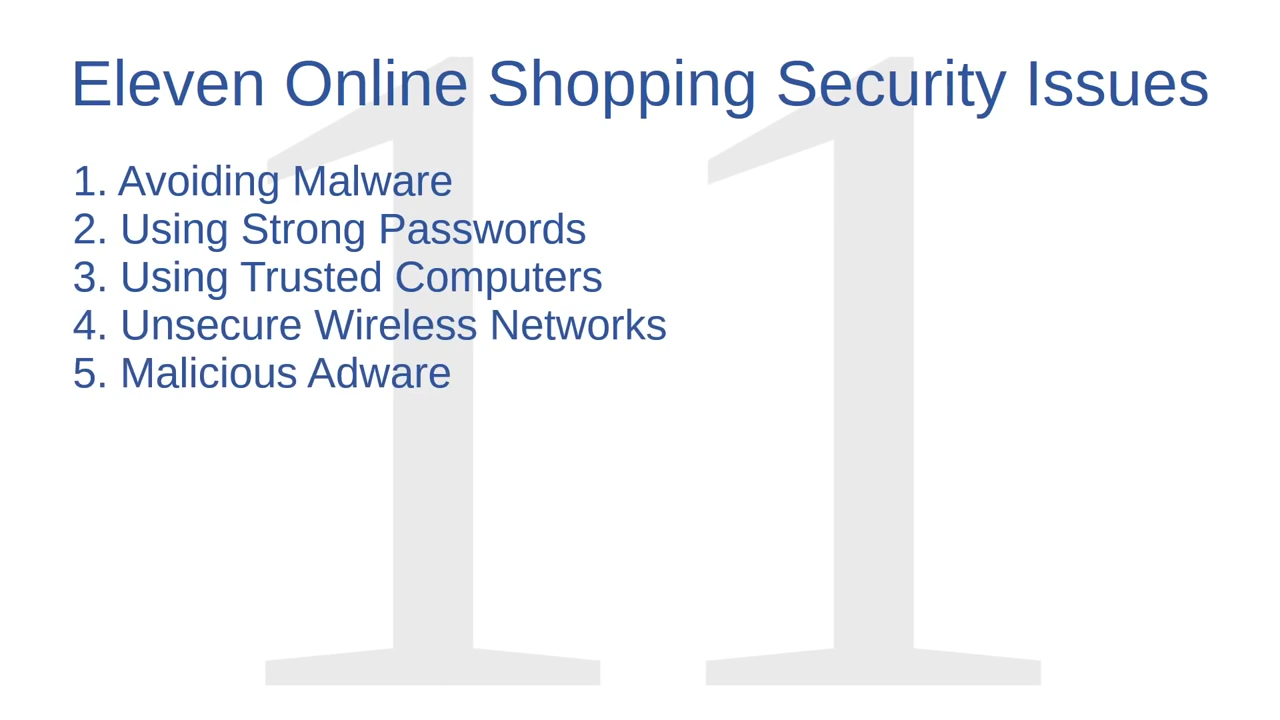 Eleven Online Shopping Security Issues
1. Avoiding Malware
2. Using Strong Passwords
3. Using Trusted Computers
4. Unsecure Wireless Networks
5. Malicious Adware
11